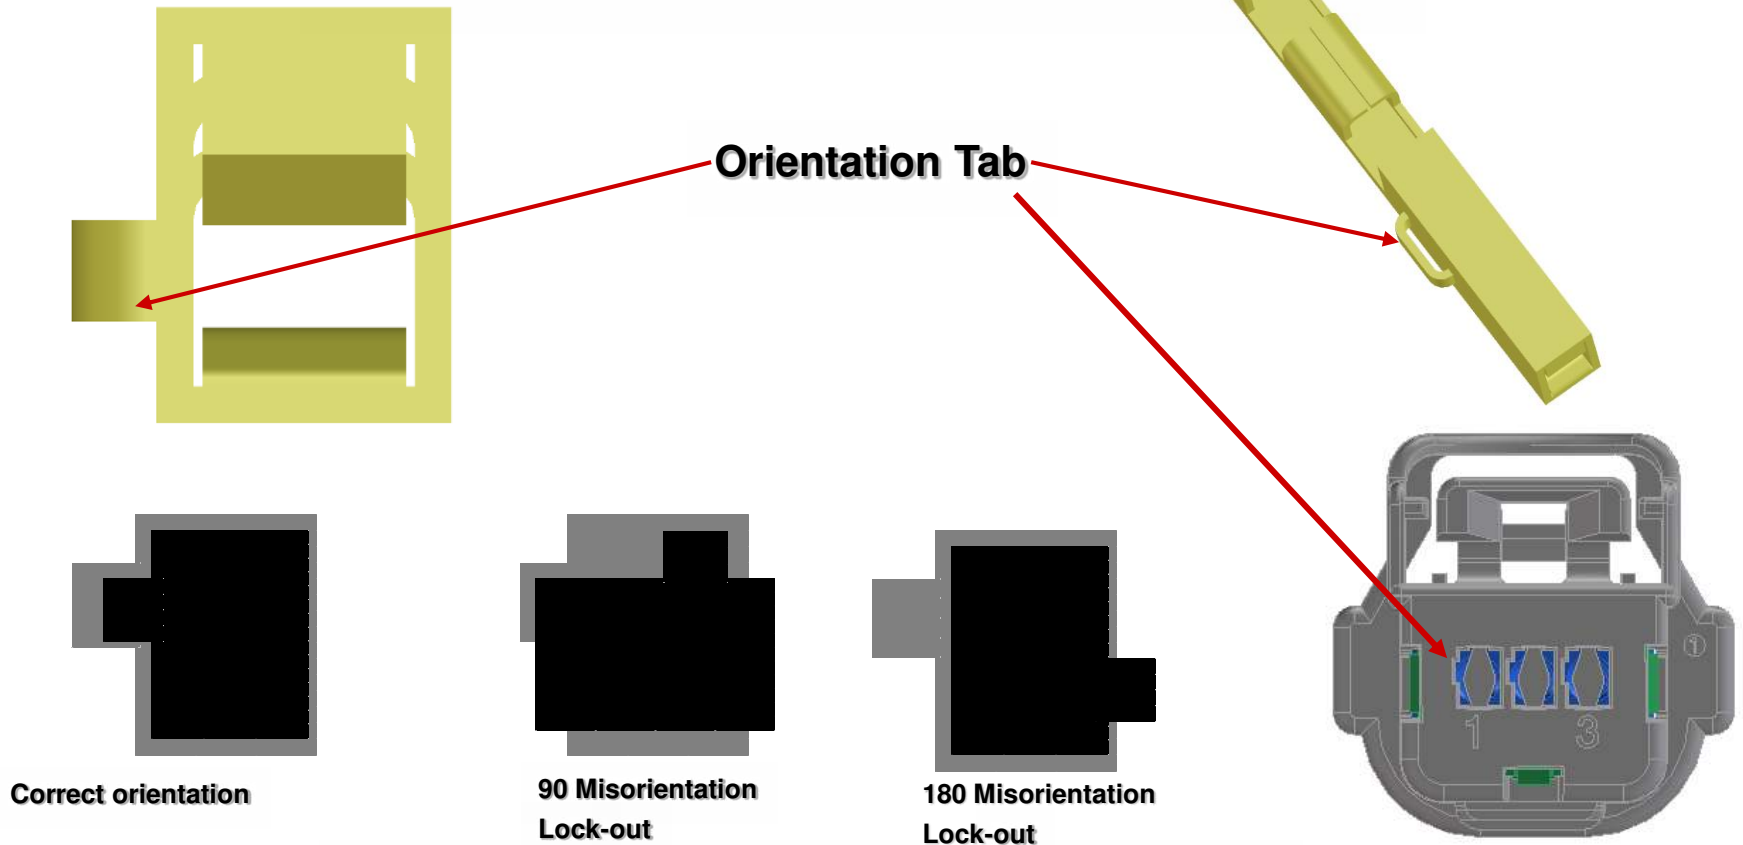 Orientation Tab
①
1 3
Correct orientation
90 Misorientation
Lock-out
180 Misorientation
Lock-out